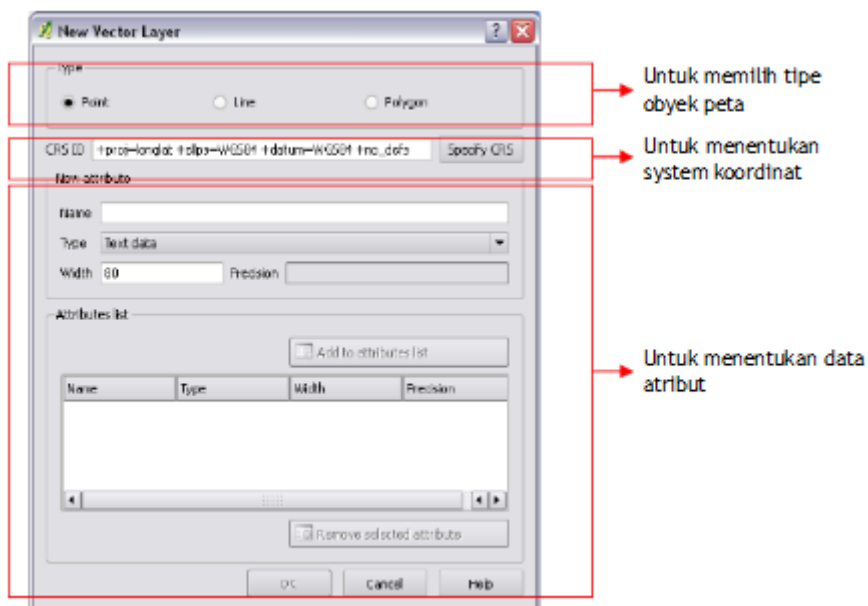 New Vector Layer
Type
Point
Line
Polygon
Untuk memilih tipe
obyek peta
CRS ID
+proj=longlat +ellps=WGS84 +datum=WGS84 +no_defs
Specify CRS
Untuk menentukan
system koordinat
New attribute
Name
Type
Text data
Width
80
Precision
Attributes list
Add to attributes list
Untuk menentukan data
atribut
Name
Type
Width
Precision
Remove selected attribute
OK
Cancel
Help